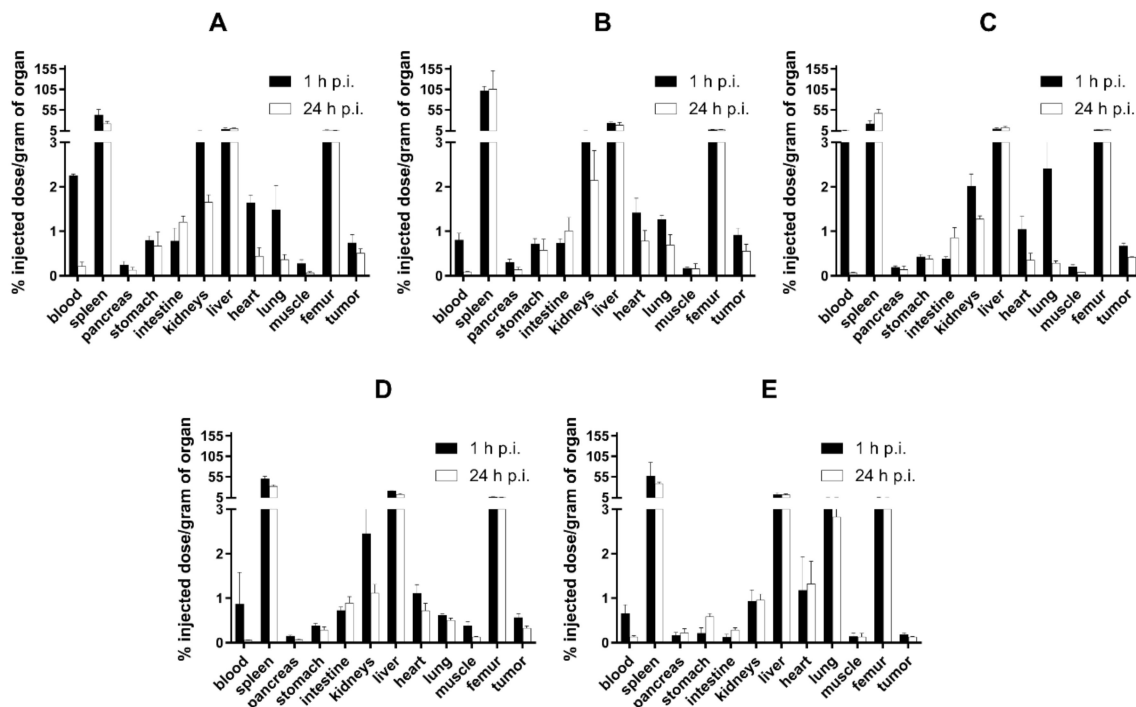 A
% injected dose/gram of organ
155
105
55
5
3
2
1
0
1 h p.i.
24 h p.i.
blood
spleen
pancreas
stomach
intestine
kidneys
liver
heart
lung
muscle
femur
tumor
B
% injected dose/gram of organ
155
105
55
5
3
2
1
0
1 h p.i.
24 h p.i.
blood
spleen
pancreas
stomach
intestine
kidneys
liver
heart
lung
muscle
femur
tumor
C
% injected dose/gram of organ
155
105
55
5
3
2
1
0
1 h p.i.
24 h p.i.
blood
spleen
pancreas
stomach
intestine
kidneys
liver
heart
lung
muscle
femur
tumor
D
% injected dose/gram of organ
155
105
55
5
3
2
1
0
1 h p.i.
24 h p.i.
blood
spleen
pancreas
stomach
intestine
kidneys
liver
heart
lung
muscle
femur
tumor
E
% injected dose/gram of organ
155
105
55
5
3
2
1
0
1 h p.i.
24 h p.i.
blood
spleen
pancreas
stomach
intestine
kidneys
liver
heart
lung
muscle
femur
tumor